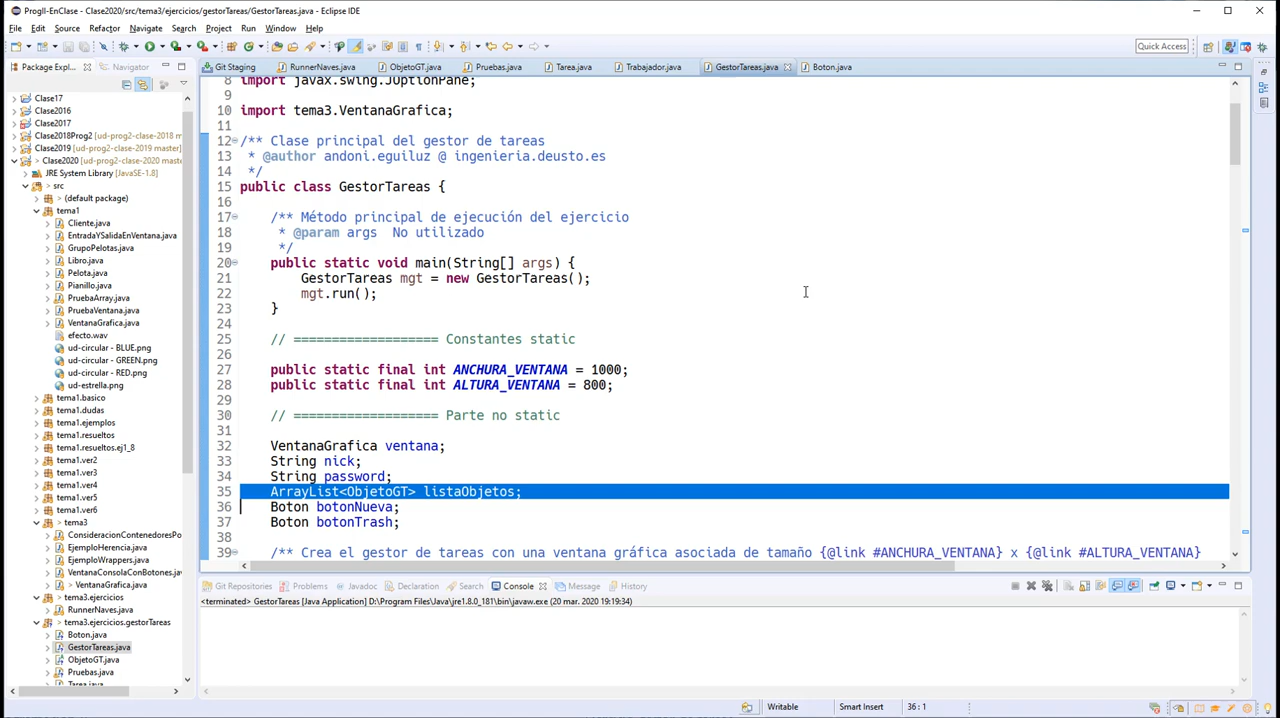 ProgII-EnClase - Clase2020/src/tema3/ejercicios/gestorTareas/GestorTareas.java - Eclipse IDE
File Edit Source Refactor Navigate Search Project Run Window Help
Quick Access
Package Expl... Navigator
Git Staging RunnerNaves.java ObjetoGT.java Pruebas.java Tarea.java Trabajador.java GestorTareas.java Boton.java
Clase17
Clase2016
Clase2017
Clase2018Prog2 [ud-prog2-clase-2018 m
Clase2019 [ud-prog2-clase-2019 master]
Clase2020 [ud-prog2-clase-2020 mast
JRE System Library [JavaSE-1.8]
src
(default package)
tema1
Cliente.java
EntradaYSalidaEnVentana.java
GrupoPelotas.java
Libro.java
Pelota.java
Pianillo.java
PruebaArray.java
PruebaVentana.java
VentanaGrafica.java
efecto.wav
ud-circular - BLUE.png
ud-circular - GREEN.png
ud-circular - RED.png
ud-estrella.png
tema1.basico
tema1.dudas
tema1.ejemplos
tema1.resueltos
tema1.resueltos.ej1_8
tema1.ver2
tema1.ver3
tema1.ver4
tema1.ver5
tema1.ver6
tema3
ConsideracionContenedoresPo
EjemploHerencia.java
EjemploWrappers.java
VentanaConsolaConBotones.jav
> VentanaGrafica.java
tema3.ejercicios
RunnerNaves.java
tema3.ejercicios.gestorTareas
Boton.java
GestorTareas.java
ObjetoGT.java
Pruebas.java
Tarea.java
8 import javax.swing.JOptionPane;
9
10 import tema3.VentanaGrafica;
11
12 /** Clase principal del gestor de tareas
13 * @author andoni.eguiluz @ ingenieria.deusto.es
14 */
15 public class GestorTareas {
16
17 /** Método principal de ejecución del ejercicio
18 * @param args No utilizado
19 */
20 public static void main(String[] args) {
21 GestorTareas mgt = new GestorTareas();
22 mgt.run();
23 }
24
25 // =================== Constantes static
26
27 public static final int ANCHURA_VENTANA = 1000;
28 public static final int ALTURA_VENTANA = 800;
29
30 // =================== Parte no static
31
32 VentanaGrafica ventana;
33 String nick;
34 String password;
35 ArrayList<ObjetoGT> listaObjetos;
36 Boton botonNueva;
37 Boton botonTrash;
38
39 /** Crea el gestor de tareas con una ventana gráfica asociada de tamaño {@link #ANCHURA_VENTANA} x {@link #ALTURA_VENTANA}
Git Repositories Problems Javadoc Declaration Search Console Message History
<terminated> GestorTareas [Java Application] D:\Program Files\Java\jre1.8.0_181\bin\javaw.exe (20 mar. 2020 19:19:34)
Writable Smart Insert 36 : 1